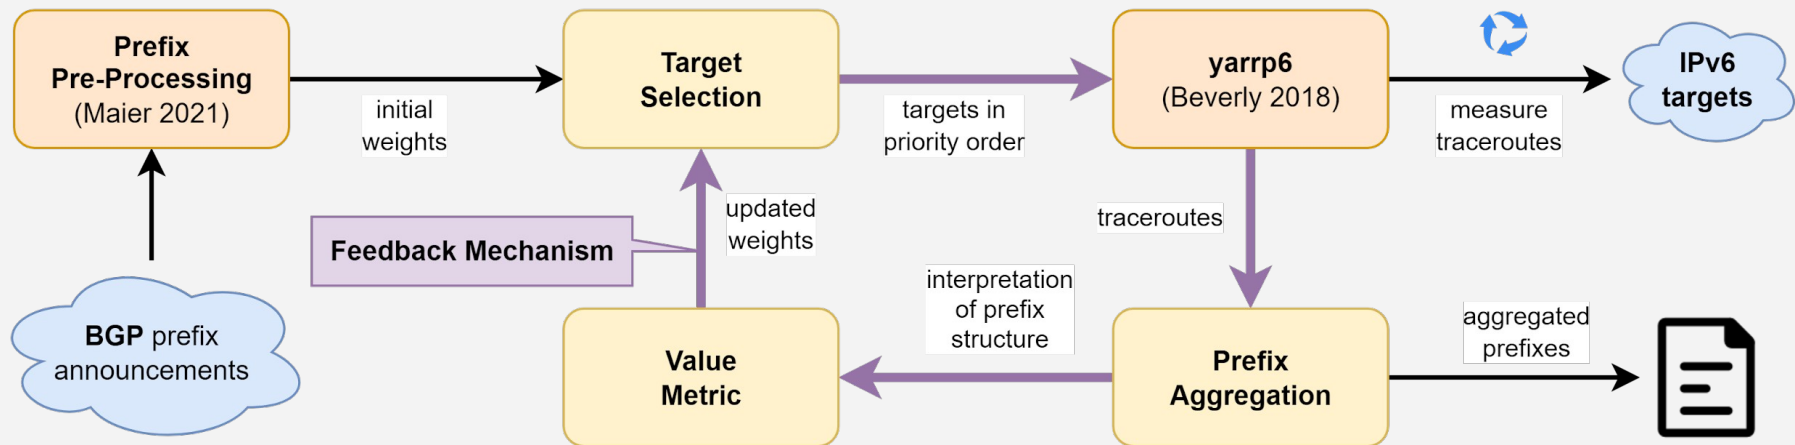 Prefix
Pre-Processing
(Maier 2021)
initial
weights
Target
Selection
targets in
priority order
yarrp6
(Beverly 2018)
measure
traceroutes
IPv6
targets
BGP prefix
announcements
Feedback Mechanism
updated
weights
traceroutes
interpretation
of prefix
structure
Value
Metric
Prefix
Aggregation
aggregated
prefixes